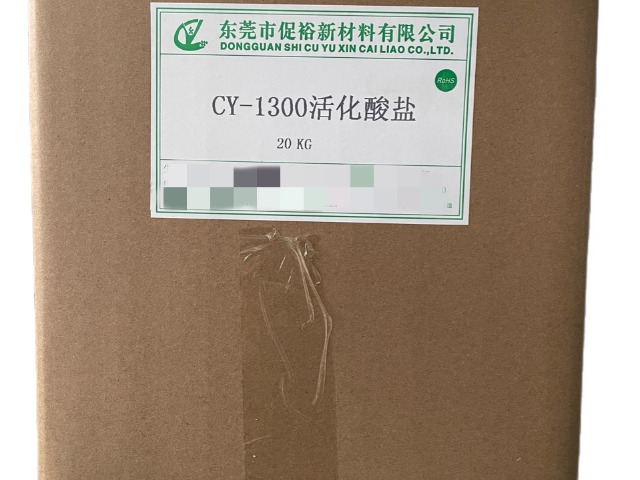 东莞市促裕新材料有限公司
DONGGUAN SHI CU YU XIN CAI LIAO CO.,LTD.
RoHS
CY-1300活化酸盐
20 KG